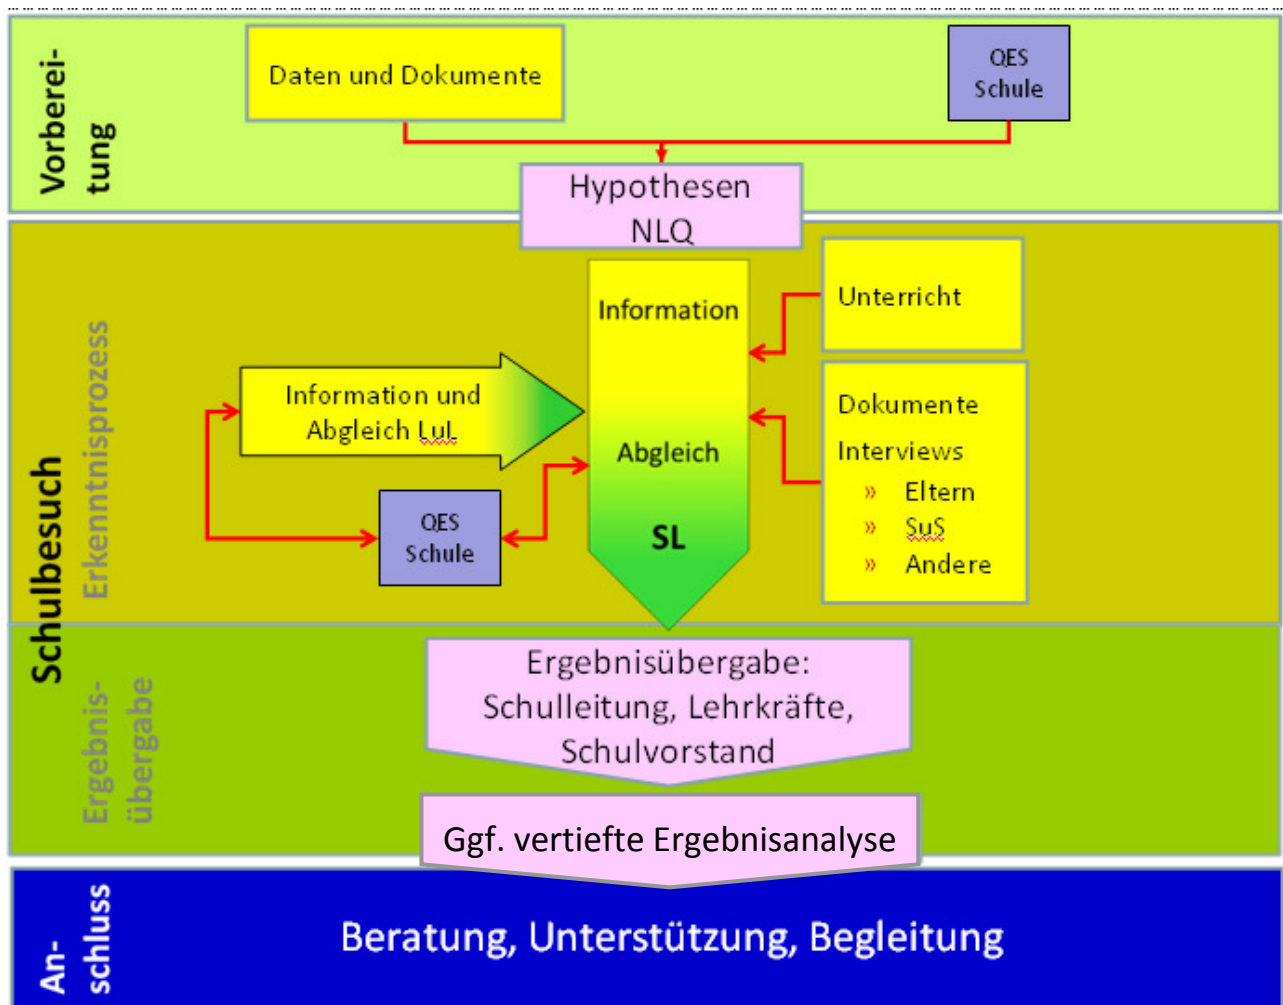 Vorberei-
tung
Daten und Dokumente
QES
Schule
Hypothesen
NLQ
Schulbesuch
Erkenntnisprozess
Information
Unterricht
Information und
Abgleich LuL
Abgleich
SL
QES
Schule
Dokumente
Interviews
» Eltern
» SuS
» Andere
Ergebnis-
übergabe
Ergebnisübergabe:
Schulleitung, Lehrkräfte,
Schulvorstand
Ggf. vertiefte Ergebnisanalyse
An-
schluss
Beratung, Unterstützung, Begleitung